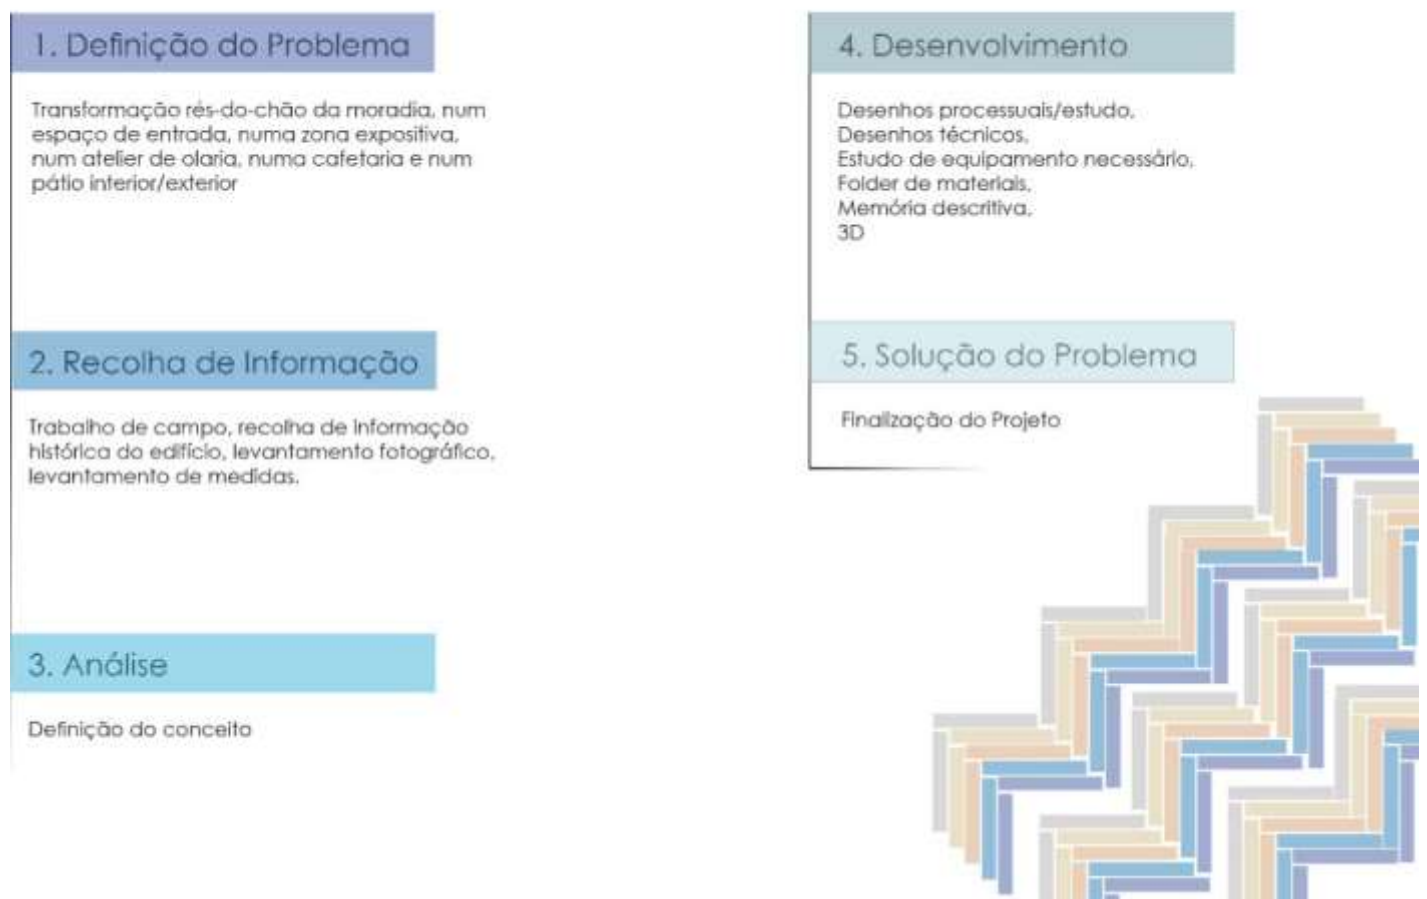 1. Definição do Problema
Transformação rés-do-chão da moradia, num
espaço de entrada, numa zona expositiva,
num atelier de olaria, numa cafetaria e num
pátio interior/exterior
2. Recolha de Informação
Trabalho de campo, recolha de Informação
histórica do edifício, levantamento fotográfico,
levantamento de medidas.
3. Análise
Definição do conceito
4. Desenvolvimento
Desenhos processuais/estudo,
Desenhos técnicos,
Estudo de equipamento necessário,
Folder de materiais,
Memória descritiva,
3D
5. Solução do Problema
Finalização do Projeto